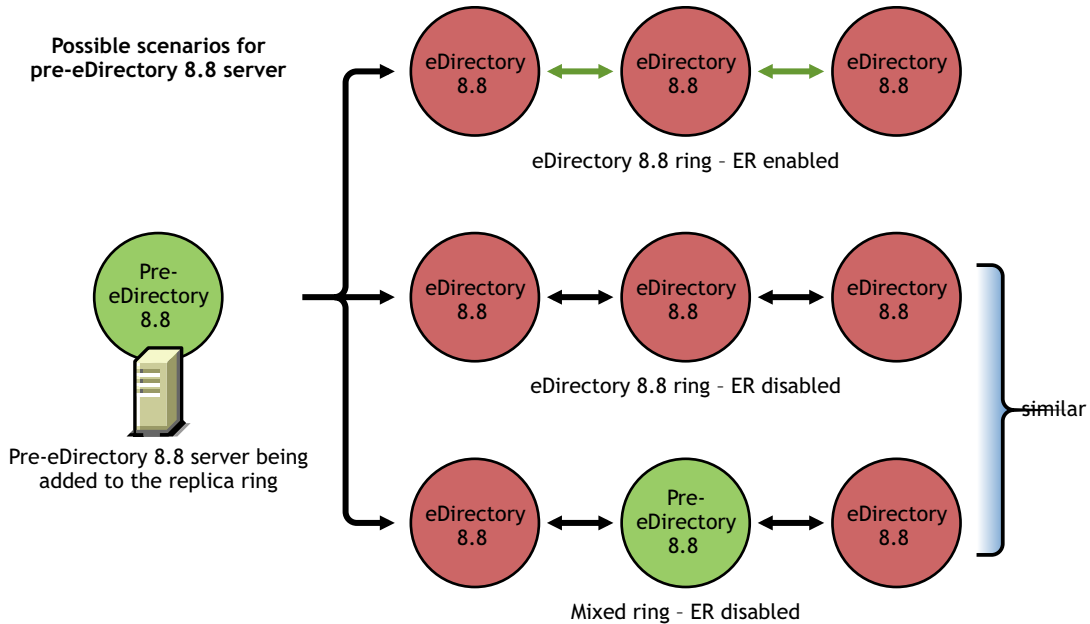 Possible scenarios for
pre-eDirectory 8.8 server
eDirectory
8.8
eDirectory
8.8
eDirectory
8.8
eDirectory 8.8 ring – ER enabled
Pre-
eDirectory
8.8
Pre-eDirectory 8.8 server being
added to the replica ring
eDirectory
8.8
eDirectory
8.8
eDirectory
8.8
eDirectory 8.8 ring – ER disabled
similar
eDirectory
8.8
Pre-
eDirectory
8.8
eDirectory
8.8
Mixed ring – ER disabled